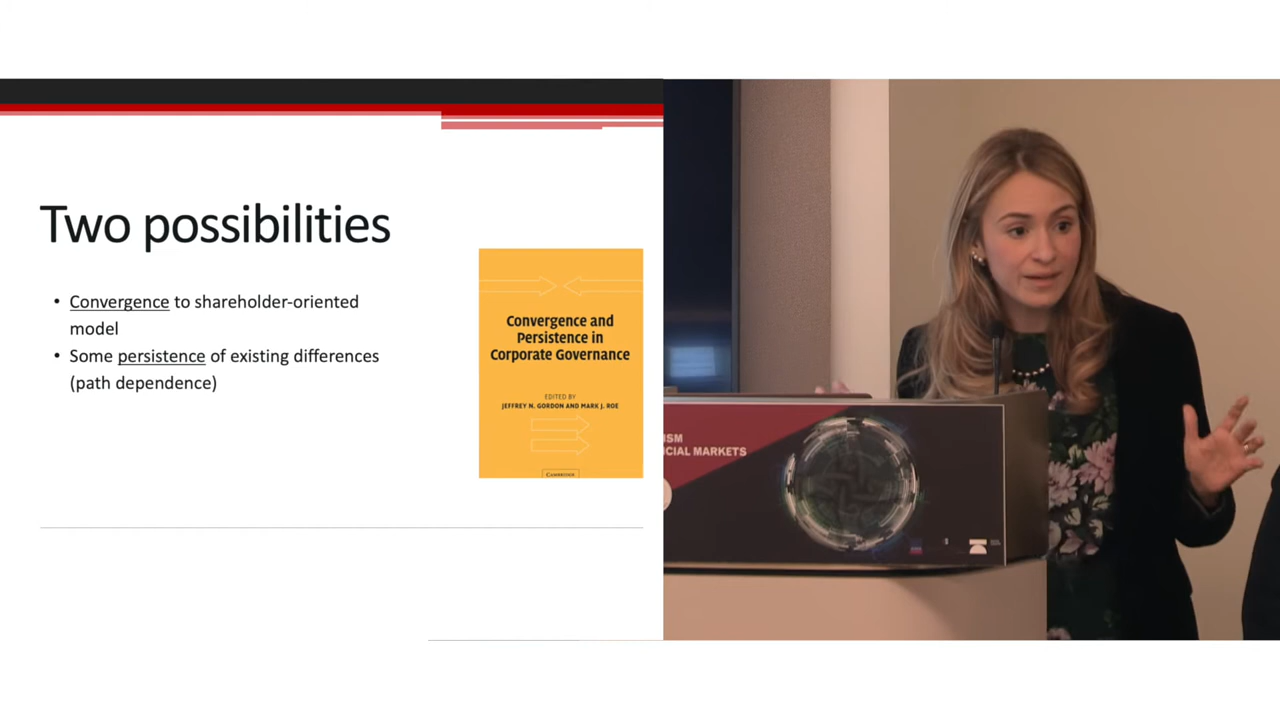 Two possibilities
• Convergence to shareholder-oriented
model
• Some persistence of existing differences
(path dependence)
Convergence and
Persistence in
Corporate Governance
EDITED BY
JEFFREY N. GORDON AND MARK J. ROE
CAMBRIDGE
ISM
CIAL MARKETS